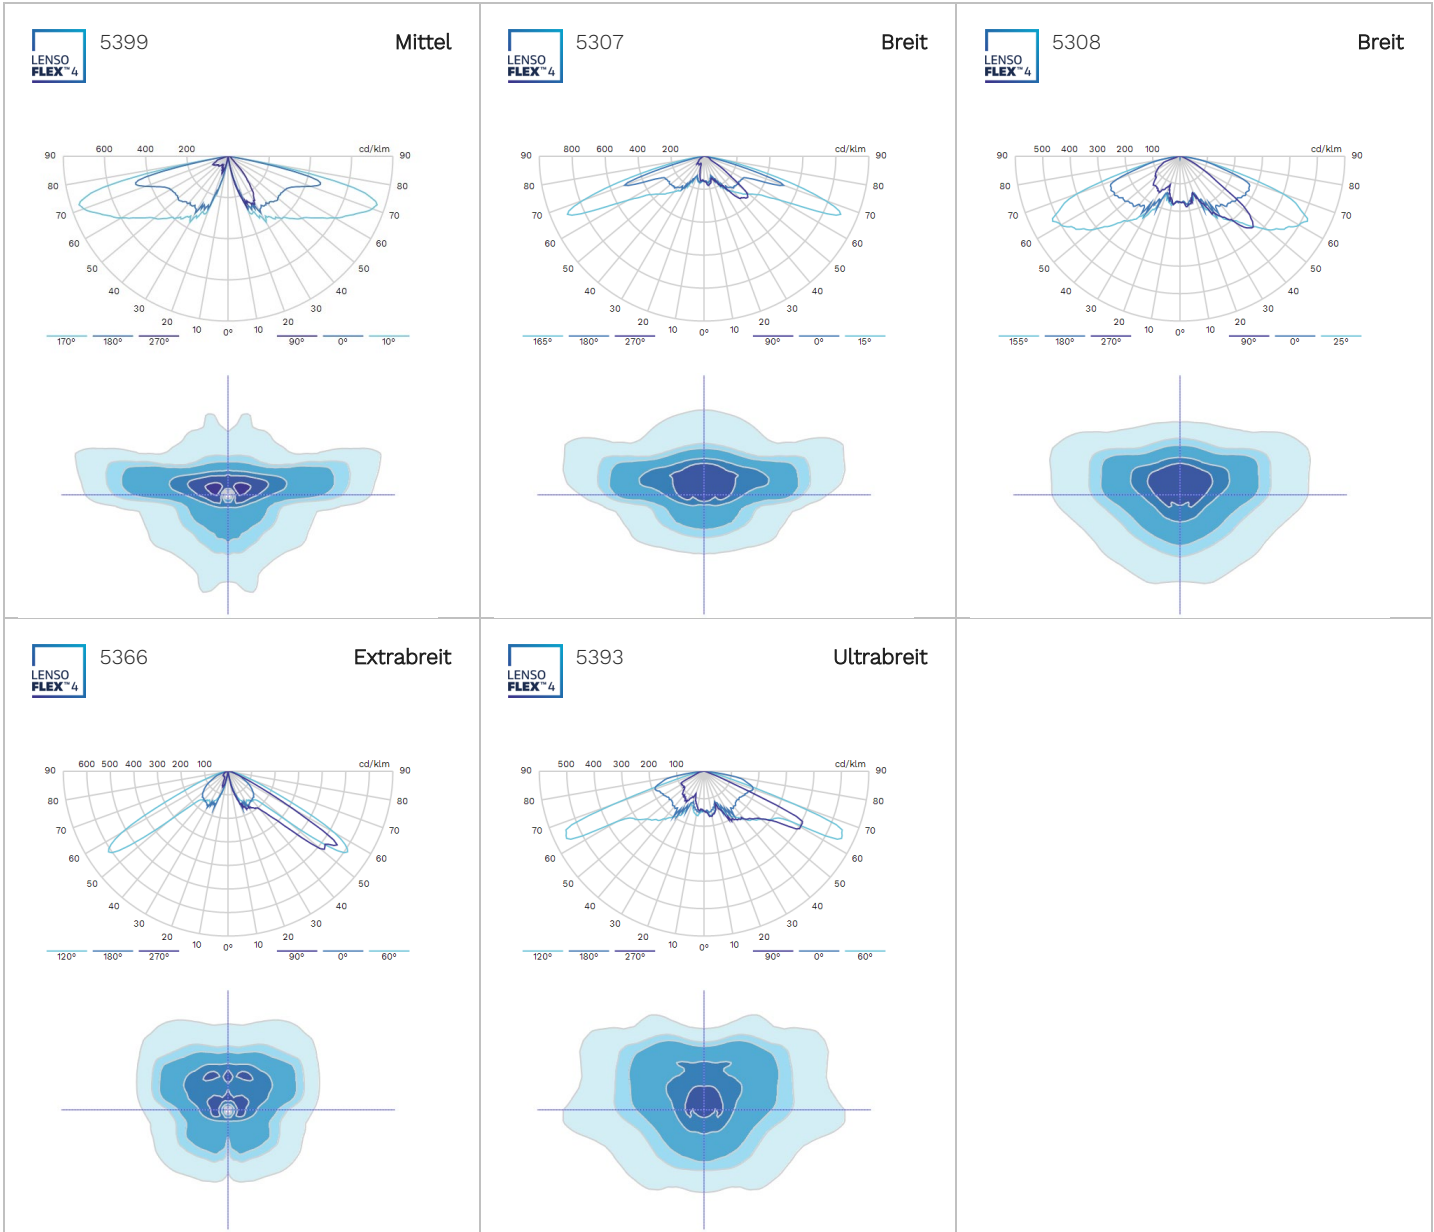 5399 Mittel
LENSO
FLEX™4
600 400 200 cd/klm
90 90
80 80
70 70
60 60
50 50
40 40
30 30
20 10 0° 10 20
170° 180° 270° 90° 0° 10°
5307 Breit
LENSO
FLEX™4
800 600 400 200 cd/klm
90 90
80 80
70 70
60 60
50 50
40 40
30 30
20 10 0° 10 20
165° 180° 270° 90° 0° 15°
5308 Breit
LENSO
FLEX™4
500 400 300 200 100 cd/klm
90 90
80 80
70 70
60 60
50 50
40 40
30 30
20 10 0° 10 20
155° 180° 270° 90° 0° 25°
5366 Extrabreit
LENSO
FLEX™4
600 500 400 300 200 100 cd/klm
90 90
80 80
70 70
60 60
50 50
40 40
30 30
20 10 0° 10 20
120° 180° 270° 90° 0° 60°
5393 Ultrabreit
LENSO
FLEX™4
500 400 300 200 100 cd/klm
90 90
80 80
70 70
60 60
50 50
40 40
30 30
20 10 0° 10 20
120° 180° 270° 90° 0° 60°